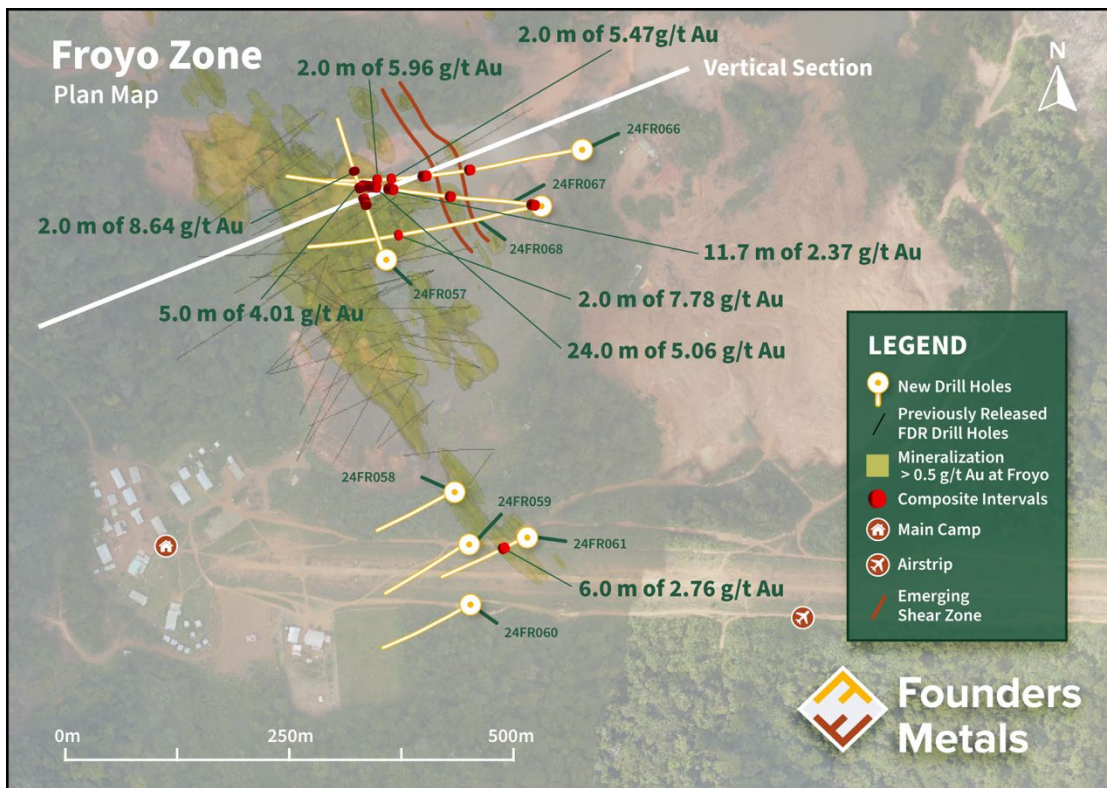 Froyo Zone
Plan Map
2.0 m of 5.47g/t Au
2.0 m of 5.96 g/t Au
Vertical Section
N
24FR066
24FR067
2.0 m of 8.64 g/t Au
24FR068
11.7 m of 2.37 g/t Au
24FR057
2.0 m of 7.78 g/t Au
5.0 m of 4.01 g/t Au
24.0 m of 5.06 g/t Au
LEGEND
New Drill Holes
Previously Released
FDR Drill Holes
Mineralization
> 0.5 g/t Au at Froyo
Composite Intervals
Main Camp
Airstrip
Emerging
Shear Zone
24FR058
24FR059
24FR061
6.0 m of 2.76 g/t Au
24FR060
0m
250m
500m
Founders
Metals